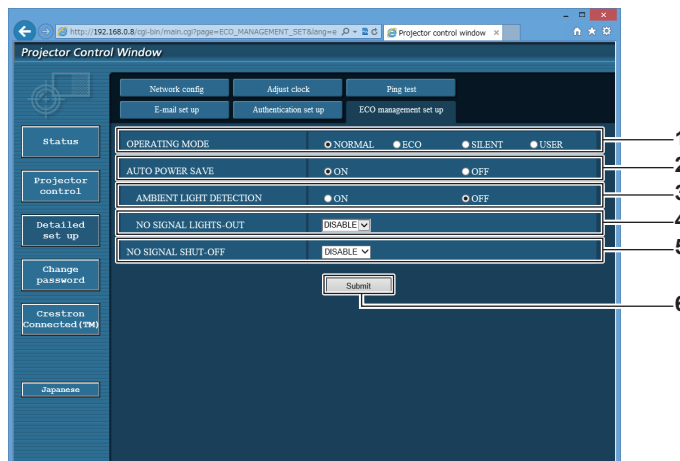 http://192.168.0.8/cgi-bin/main.cgi?page=ECO_MANAGEMENT_SET&lang=e
Projector control window ×
Projector Control Window
Network config Adjust clock Ping test
E-mail set up Authentication set up ECO management set up
Status
Projector control
Detailed set up
Change password
Crestron Connected(TM)
Japanese
OPERATING MODE NORMAL ECO SILENT USER 1
AUTO POWER SAVE ON OFF 2
AMBIENT LIGHT DETECTION ON OFF 3
NO SIGNAL LIGHTS-OUT DISABLE 4
NO SIGNAL SHUT-OFF DISABLE 5
Submit 6